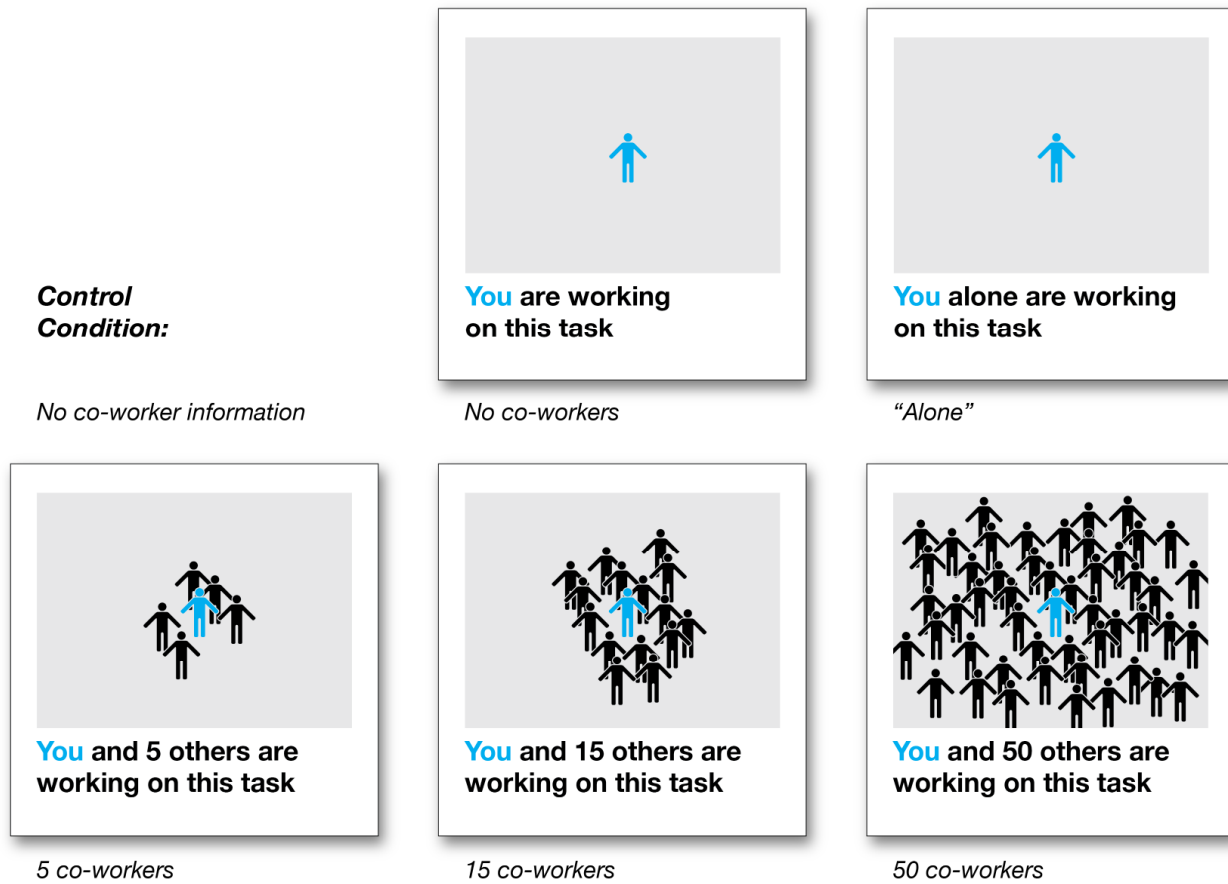 Control
Condition:
No co-worker information
You are working
on this task
No co-workers
You alone are working
on this task
“Alone”
You and 5 others are
working on this task
5 co-workers
You and 15 others are
working on this task
15 co-workers
You and 50 others are
working on this task
50 co-workers